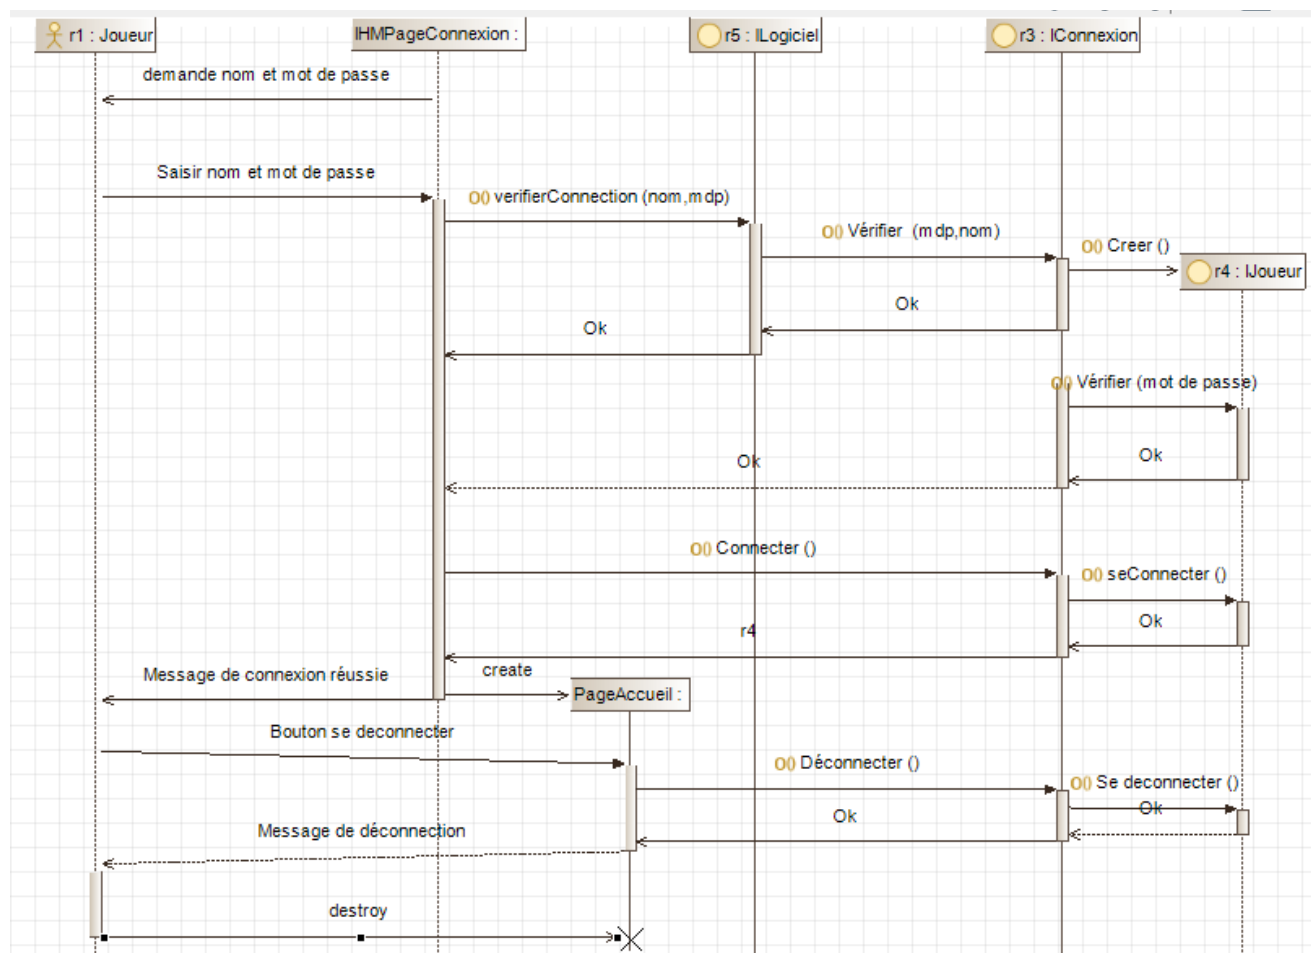 r1 : Joueur
IHMPageConnexion :
r5 : ILogiciel
r3 : IConnexion
demande nom et mot de passe
Saisir nom et mot de passe
O() verifierConnection (nom,mdp)
O() Vérifier (mdp,nom)
O() Creer ()
r4 : IJoueur
Ok
Ok
O() Vérifier (mot de passe)
Ok
Ok
O() Connecter ()
O() seConnecter ()
Ok
r4
Message de connexion réussie
create
PageAccueil :
Bouton se deconnecter
O() Déconnecter ()
O() Se deconnecter ()
Ok
Ok
Message de déconnection
destroy